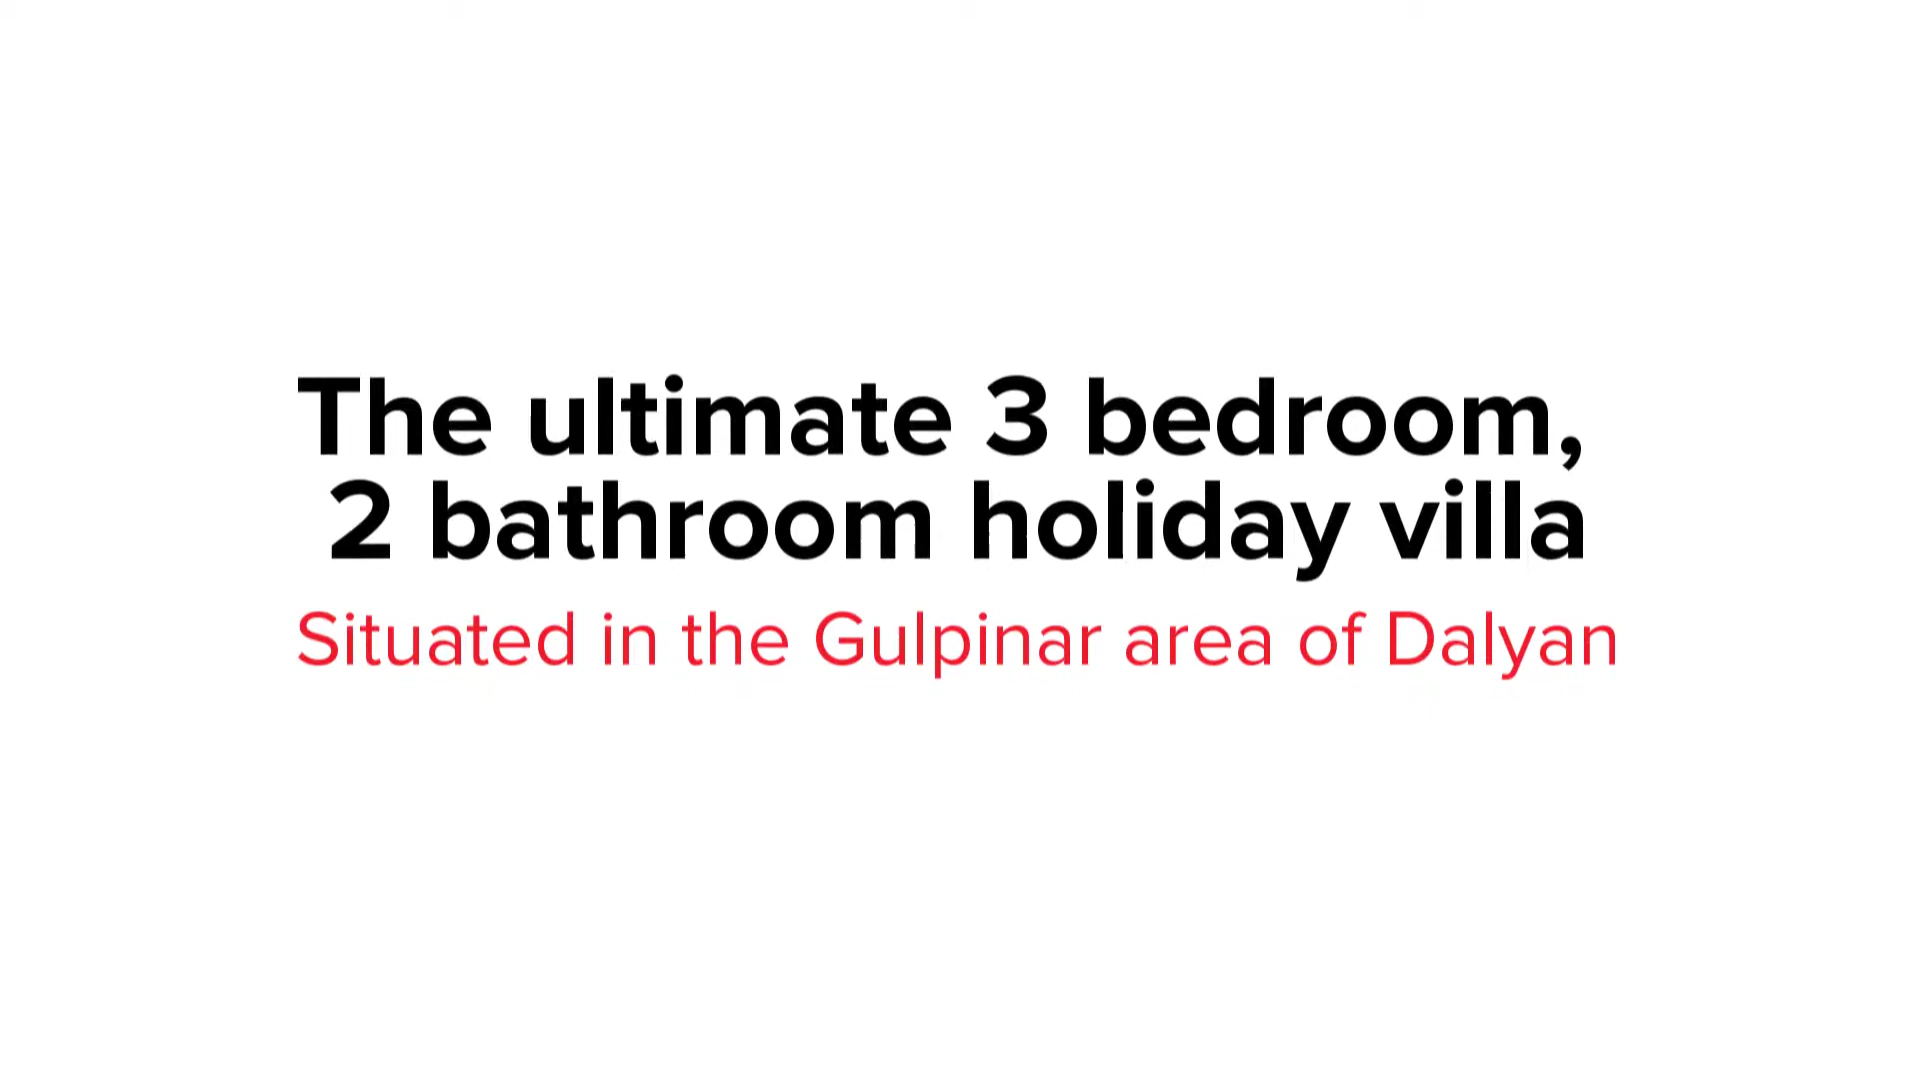 The ultimate 3 bedroom,
2 bathroom holiday villa
Situated in the Gulpinar area of Dalyan